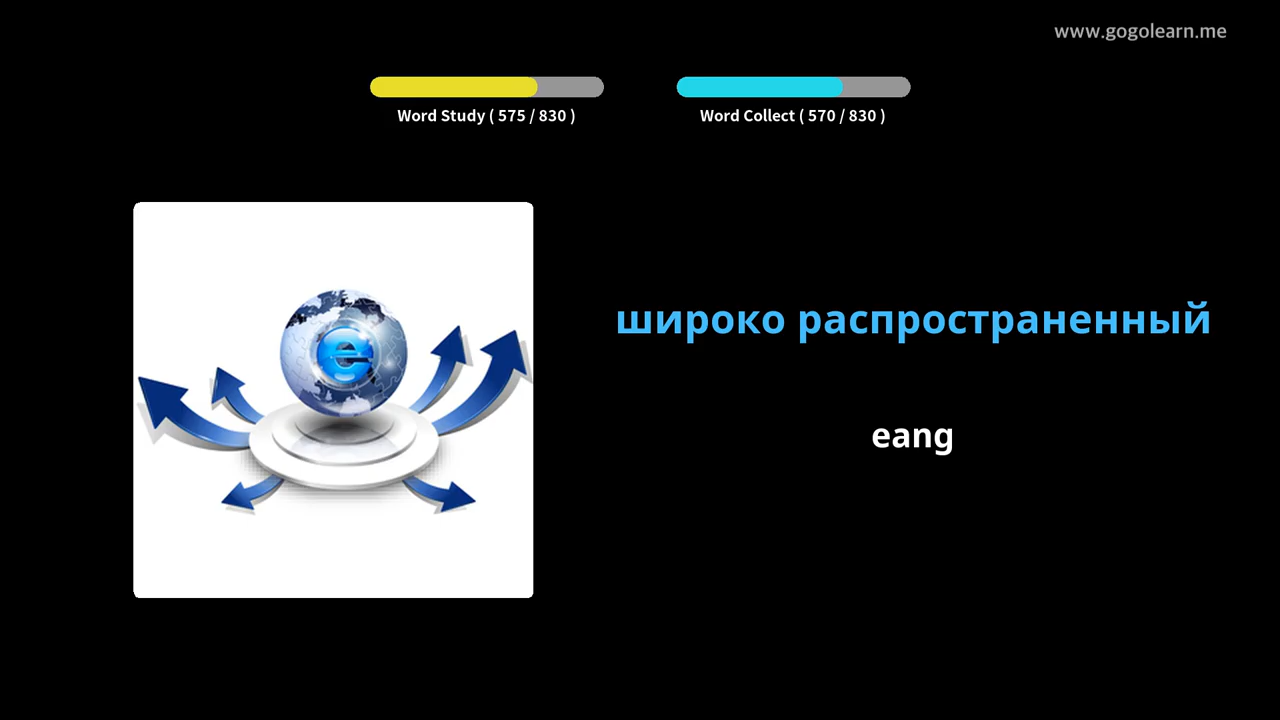 www.gogolearn.me
Word Study ( 575 / 830 )
Word Collect ( 570 / 830 )
e
широко распространенный
eang